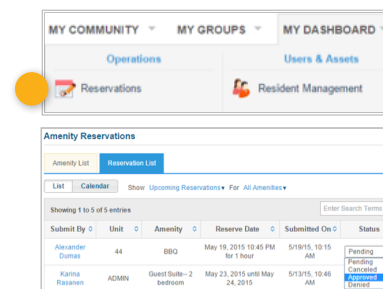 MY COMMUNITY MY GROUPS MY DASHBOARD
Operations Users & Assets
Reservations Resident Management
Amenity Reservations
Amenity List Reservation List
List Calendar Show Upcoming Reservations For All Amenities
Showing 1 to 5 of 5 entries Enter Search Terms
Submit By Unit Amenity Reserve Date Submitted On Status
Alexander Dumas 44 BBQ May 19, 2015 10:45 PM for 1 hour 5/19/15, 10:15 AM Pending
Pending
Canceled
Approved
Denied
Karina Rasanen ADMIN Guest Suite– 2 bedroom May 23, 2015 until May 24, 2015 5/13/15, 10:46 AM